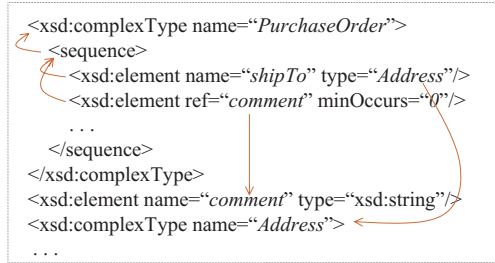 <xsd:complexType name=“PurchaseOrder”>
<sequence>
<xsd:element name=“shipTo” type=“Address”/>
<xsd:element ref=“comment” minOccurs=“0”/>
. . .
</sequence>
</xsd:complexType>
<xsd:element name=“comment” type=“xsd:string”/>
<xsd:complexType name=“Address”>
. . .